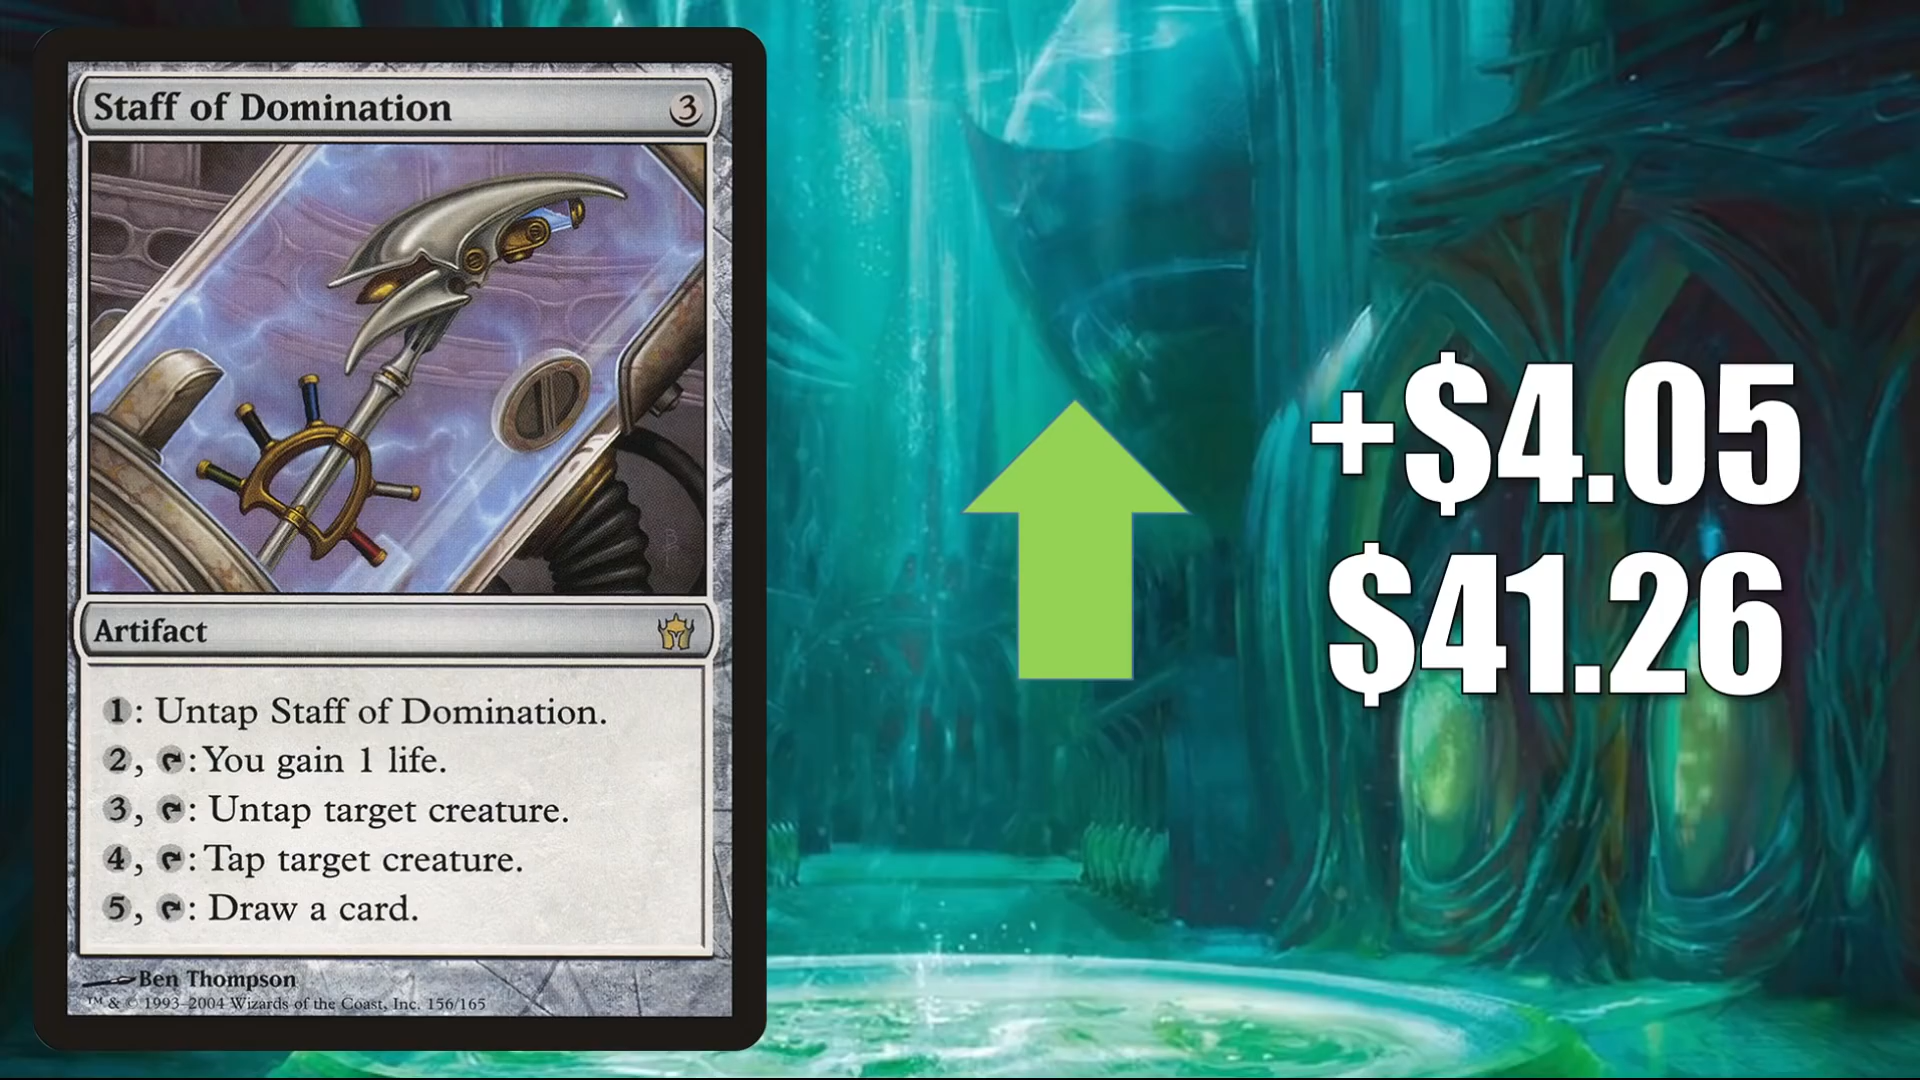 Staff of Domination 3
Artifact
1: Untap Staff of Domination.
2, : You gain 1 life.
3, : Untap target creature.
4, : Tap target creature.
5, : Draw a card.
Ben Thompson
™ & © 1993–2004 Wizards of the Coast, Inc. 156/165
+$4.05
$41.26